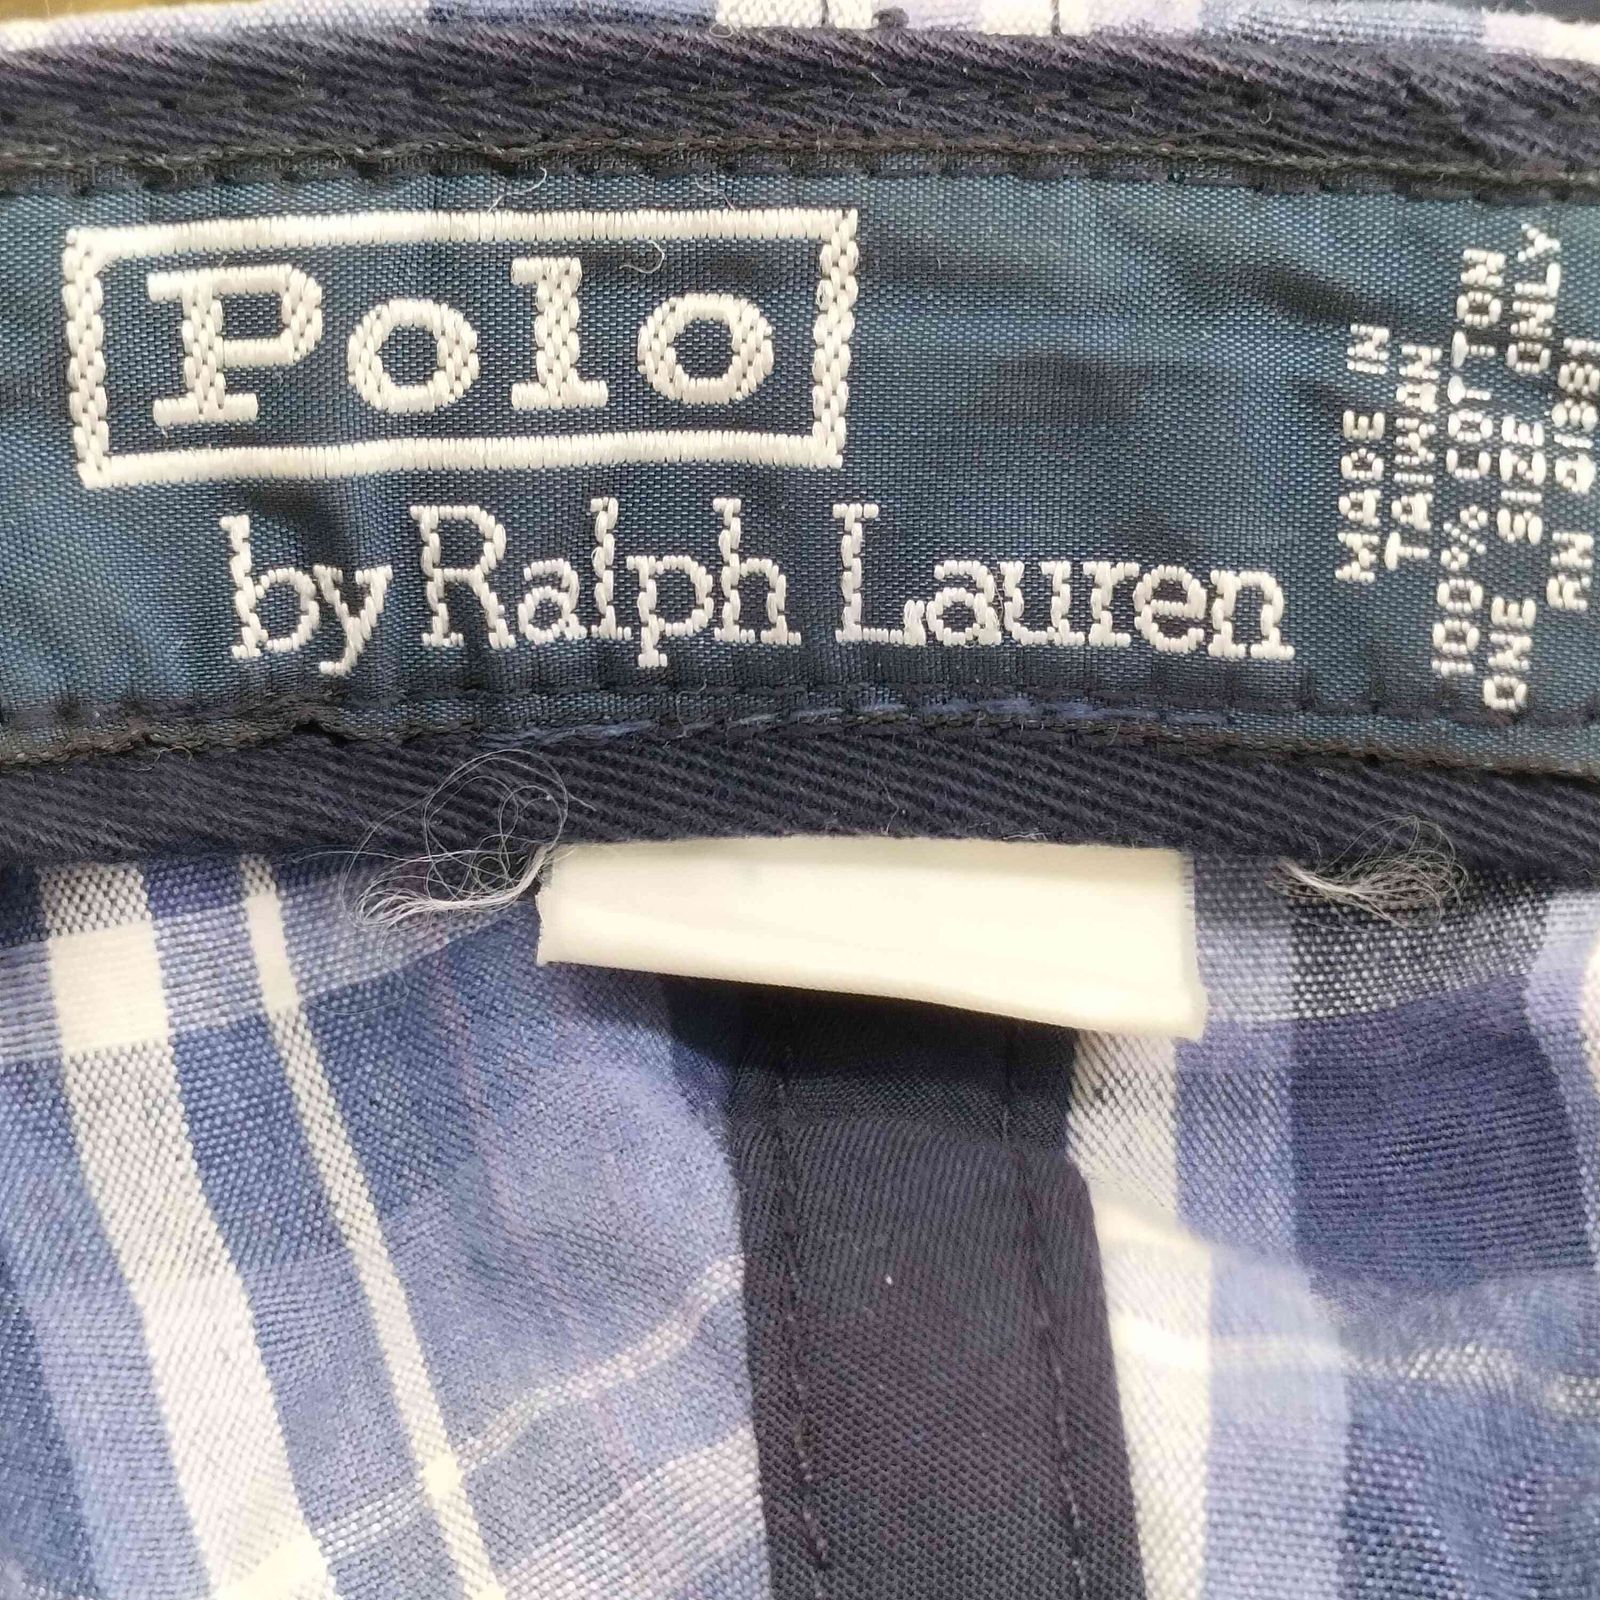 Polo
by Ralph Lauren
MADE IN
TAIWAN
100% COTTON
ONE SIZE ONLY
RN 41381